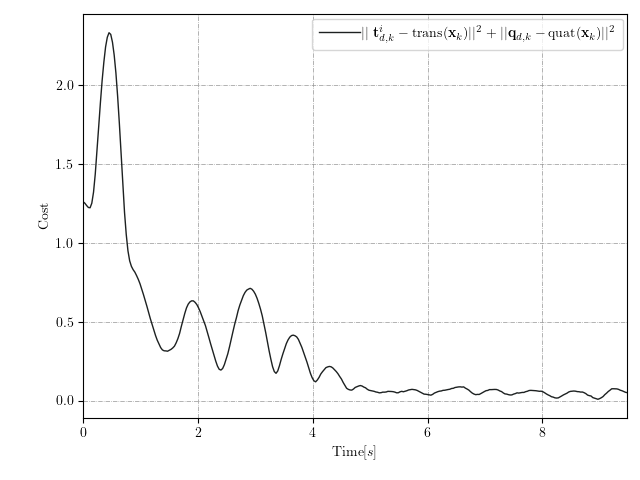 || t^i_{d,k} − trans(x_k)||^2 + ||q_{d,k} − quat(x_k)||^2
2.0
1.5
1.0
0.5
0.0
Cost
0 2 4 6 8
Time[s]